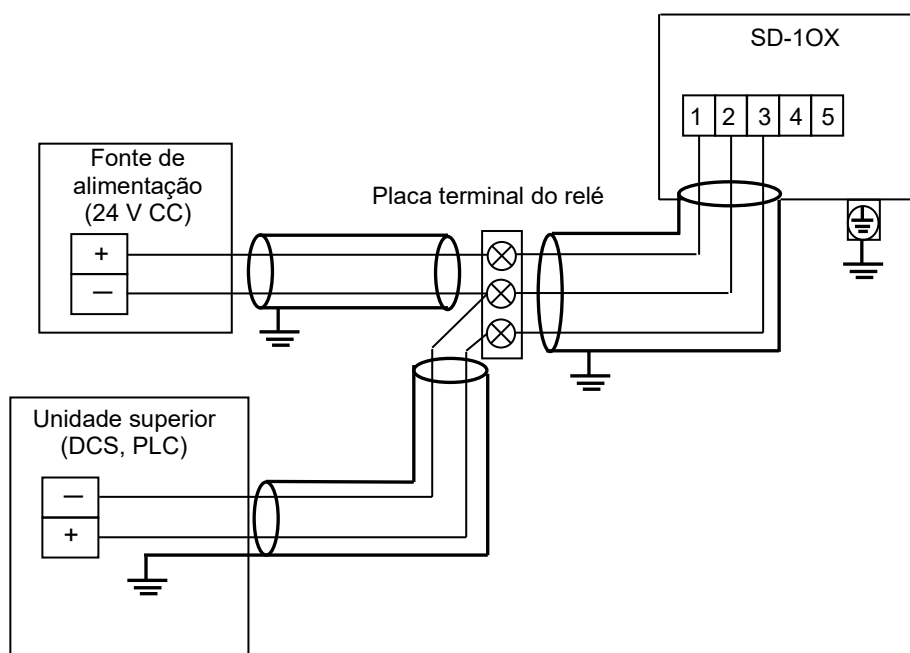 SD-1OX
1 2 3 4 5
Fonte de
alimentação
(24 V CC)
+
—
Placa terminal do relé
Unidade superior
(DCS, PLC)
—
+